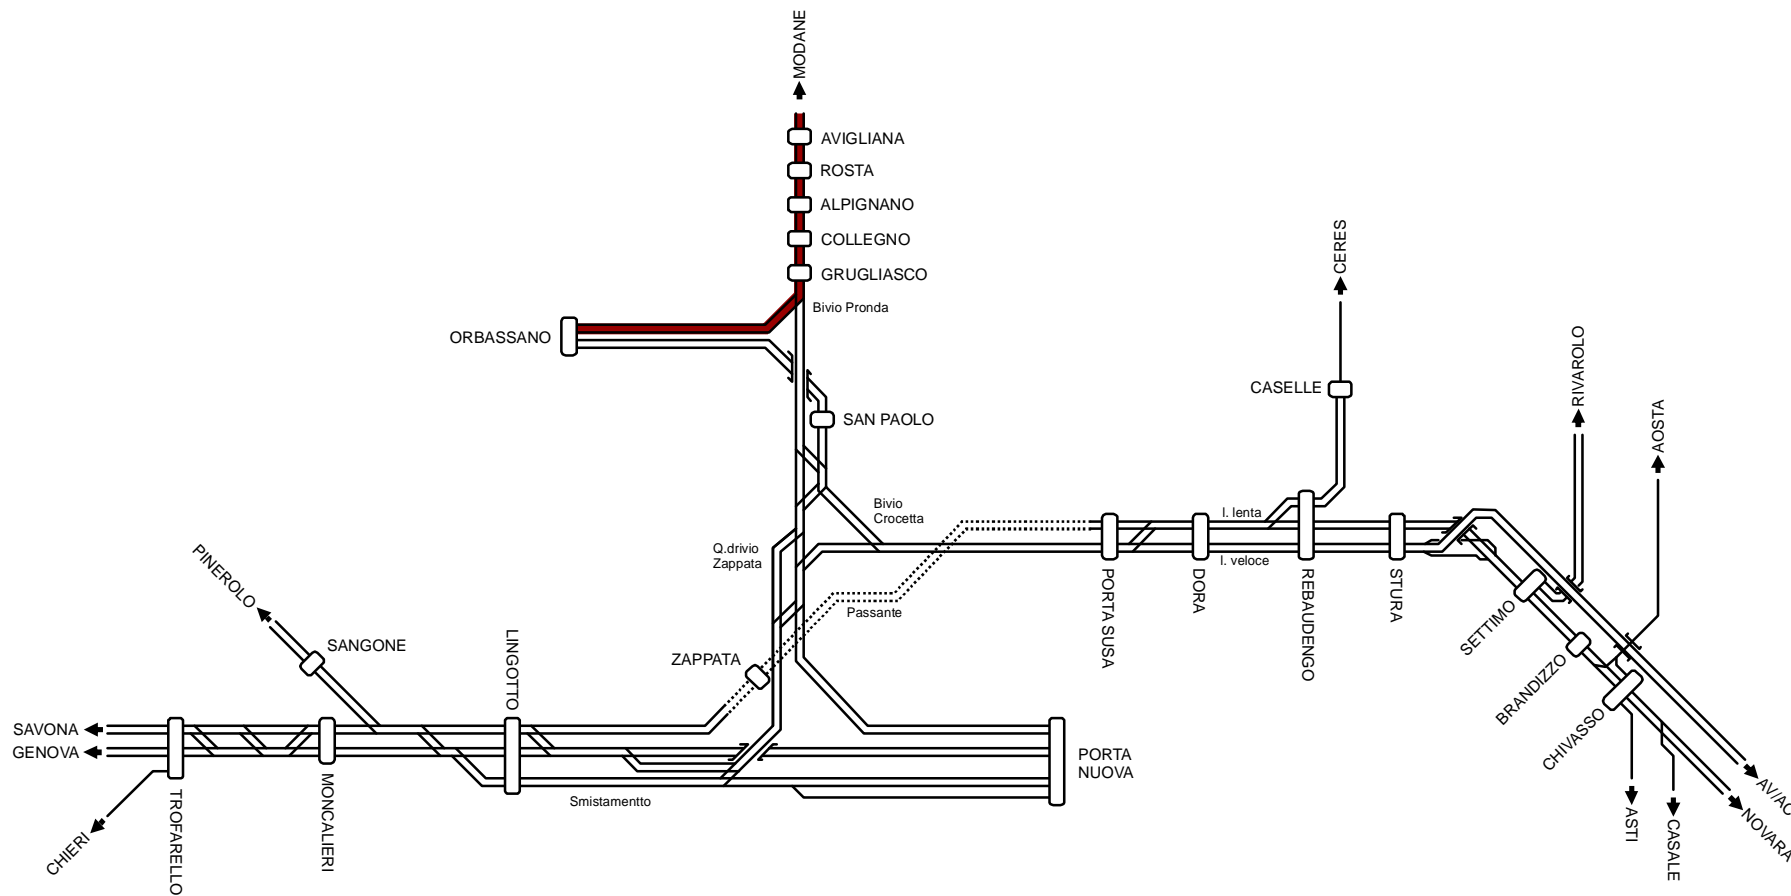 MODANE
AVIGLIANA
ROSTA
ALPIGNANO
COLLEGNO
GRUGLIASCO
Bivio Pronda
ORBASSANO
SAN PAOLO
CERES
CASELLE
RIVAROLO
AOSTA
Bivio
Crocetta
l. lenta
l. veloce
Q.drivio
Zappata
Passante
PINEROLO
SANGONE
LINGOTTO
ZAPPATA
PORTA SUSA
DORA
REBAUDENGO
STURA
SETTIMO
BRANDIZZO
CHIVASSO
SAVONA
GENOVA
PORTA
NUOVA
Smistamentto
CHIERI
TROFARELLO
MONCALIERI
ASTI
CASALE
AV/AC
NOVARA